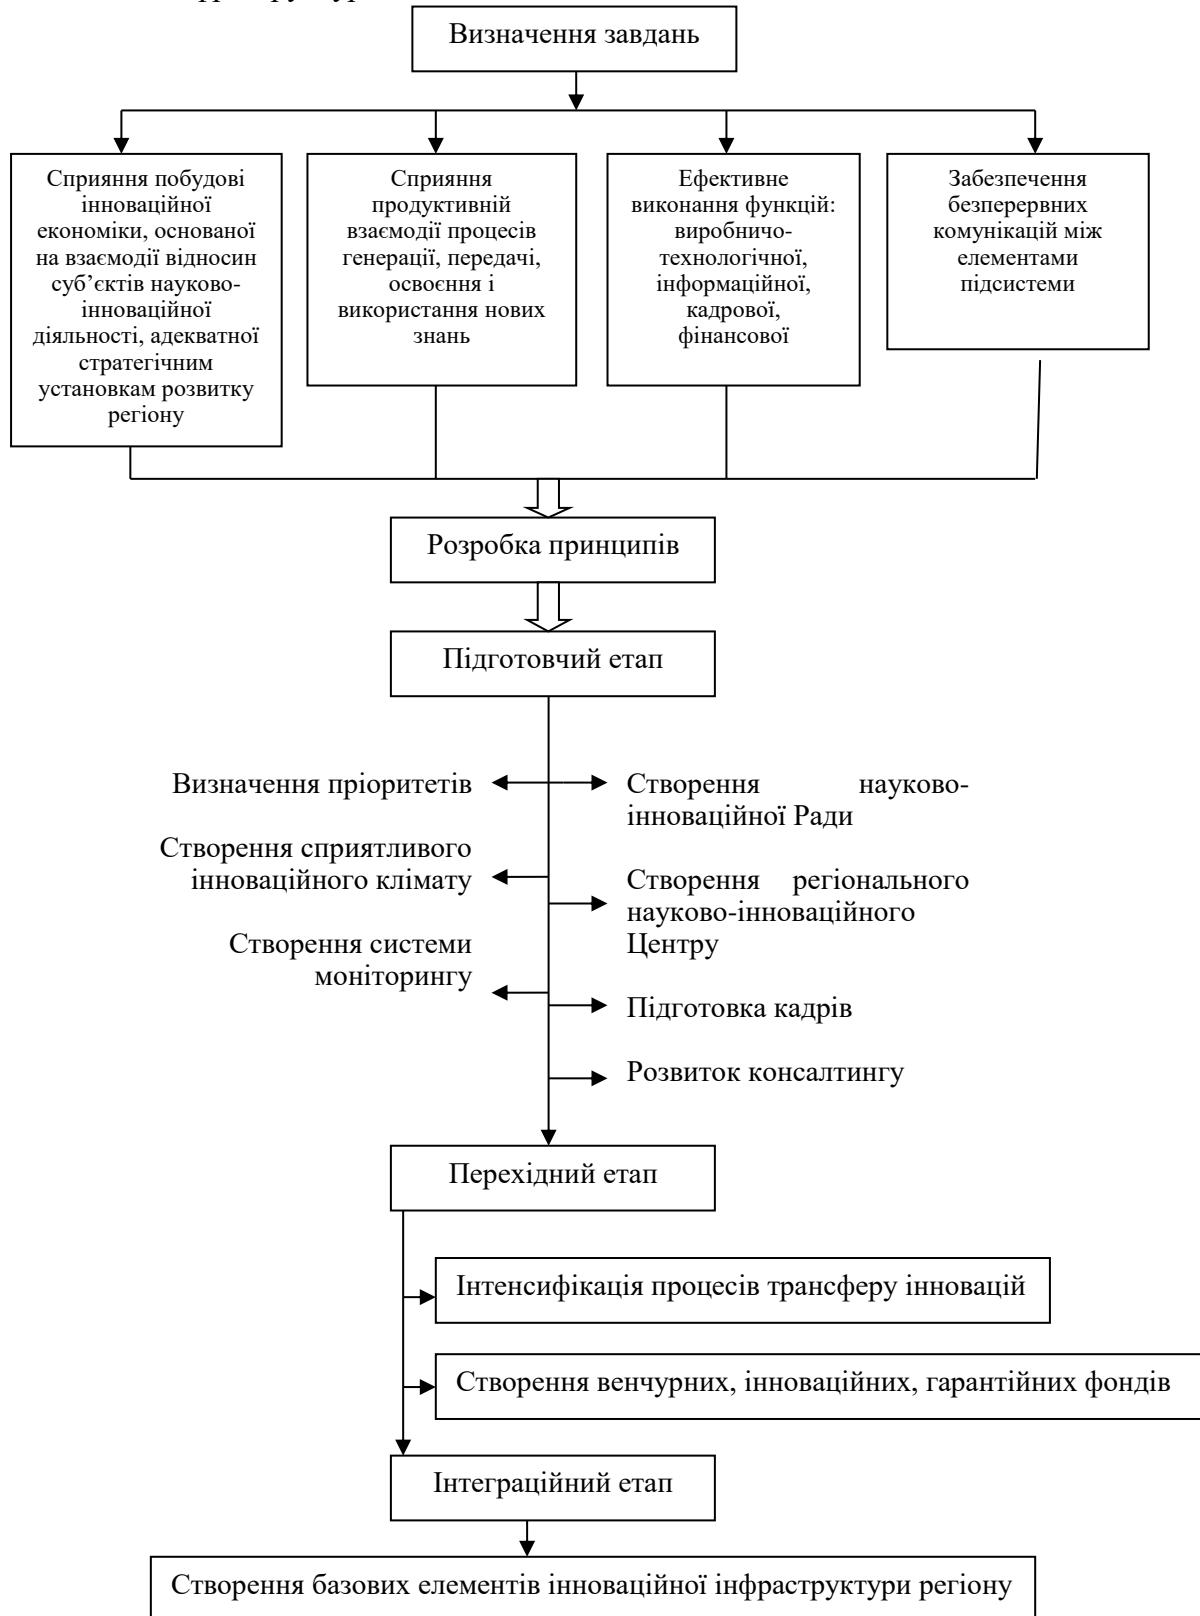 Визначення завдань
Сприяння побудові
інноваційної
економіки, основаної
на взаємодії відносин
суб’єктів науково-
інноваційної
діяльності, адекватної
стратегічним
установкам розвитку
регіону
Сприяння
продуктивній
взаємодії процесів
генерації, передачі,
освоєння і
використання нових
знань
Ефективне
виконання функцій:
виробничо-
технологічної,
інформаційної,
кадрової,
фінансової
Забезпечення
безперервних
комунікацій між
елементами
підсистеми
Розробка принципів
Підготовчий етап
Визначення пріоритетів
Створення сприятливого
інноваційного клімату
Створення системи
моніторингу
Створення науково-
інноваційної Ради
Створення регіонального
науково-інноваційного
Центру
Підготовка кадрів
Розвиток консалтингу
Перехідний етап
Інтенсифікація процесів трансферу інновацій
Створення венчурних, інноваційних, гарантійних фондів
Інтеграційний етап
Створення базових елементів інноваційної інфраструктури регіону